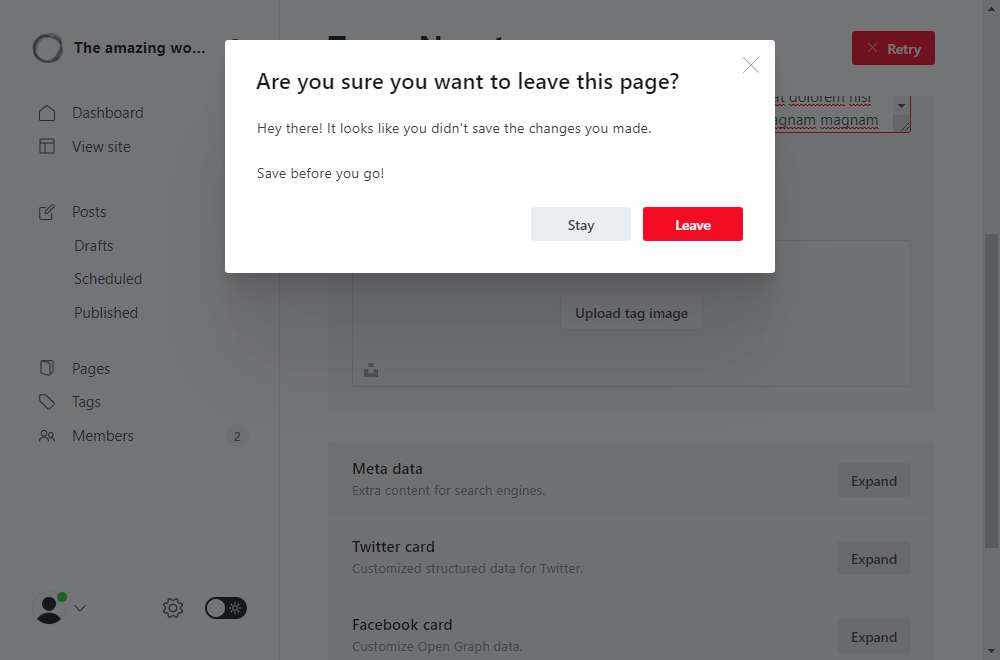 The amazing wo...
Retry
Are you sure you want to leave this page?
Hey there! It looks like you didn't save the changes you made.
Save before you go!
Stay
Leave
dolorem nisi
magnam
Dashboard
View site
Posts
Drafts
Scheduled
Published
Pages
Tags
Members
2
Upload tag image
Meta data
Extra content for search engines.
Expand
Twitter card
Customized structured data for Twitter.
Expand
Facebook card
Customize Open Graph data.
Expand